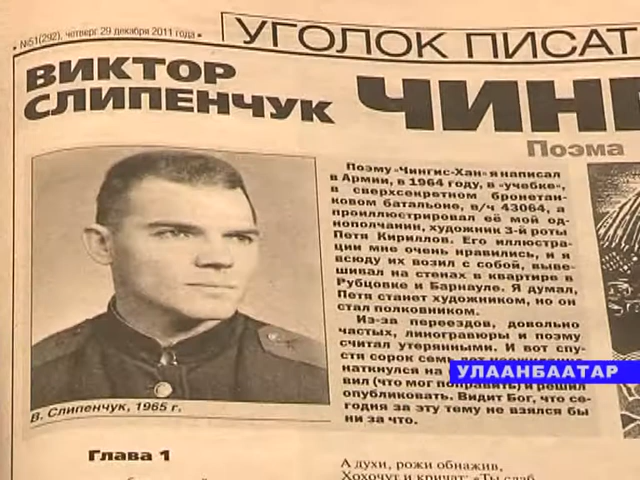 • №51(292), четверг 29 декабря 2011 года •
УГОЛОК ПИСАТ
ВИКТОР
СЛИПЕНЧУК
ЧИНГ
Поэма
Поэму «Чингис-Хан» я написал
в Армии, в 1964 году, в «учебке»,
в сверхсекретном бронетан-
ковом батальоне, в/ч 43064, а
проиллюстрировал её мой од-
нополчанин, художник 3-й роты
Петя Кириллов. Его иллюстра-
ции мне очень нравились, и я
всюду их возил с собой, выве-
шивал на стенах в квартире в
Рубцовке и Барнауле. Я думал,
Петя станет художником, но он
стал полковником.
Из-за переездов, довольно
частых, линогравюры и поэму
считал утерянными. И вот спу-
стя сорок семь лет неожиданно
наткнулся на
УЛААНБААТАР
вил (что мог поправить) и решил
опубликовать. Видит Бог, что се-
годня за эту тему не взялся бы
ни за что.
В. Слипенчук, 1965 г.
Глава 1
А духи, рожи обнажив,
Хохочут и кричат: «Ты слаб